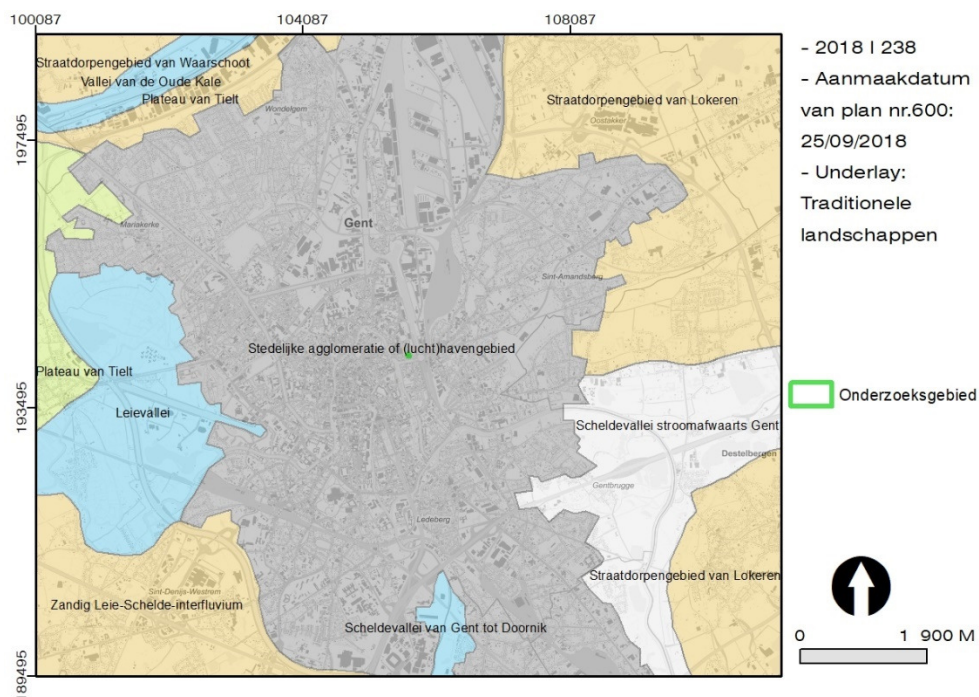 100087
104087
108087
197495
193495
189495
Straatdorpengebied van Waarschoot
Vallei van de Oude Kale
Plateau van Tielt
Wondelgem
Straatdorpengebied van Lokeren
Oostakker
Mariakerke
Gent
Sint-Amandsberg
Stedelijke agglomeratie of (lucht)havengebied
Plateau van Tielt
Leievallei
Scheldevallei stroomafwaarts Gent
Destelbergen
Gentbrugge
Ledeberg
Straatdorpengebied van Lokeren
Sint-Denijs-Westrem
Zandig Leie-Schelde-interfluvium
Scheldevallei van Gent tot Doornik
- 2018 I 238
- Aanmaakdatum
van plan nr.600:
25/09/2018
- Underlay:
Traditionele
landschappen
Onderzoeksgebied
0 1 900 M